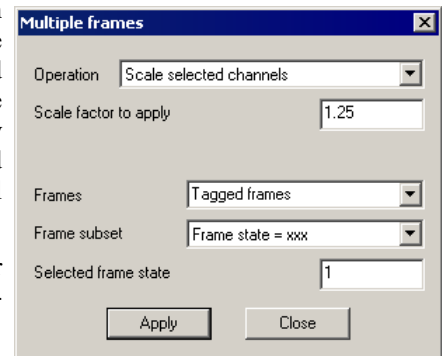 Multiple frames
Operation Scale selected channels
Scale factor to apply 1.25
Frames Tagged frames
Frame subset Frame state = xxx
Selected frame state 1
Apply Close